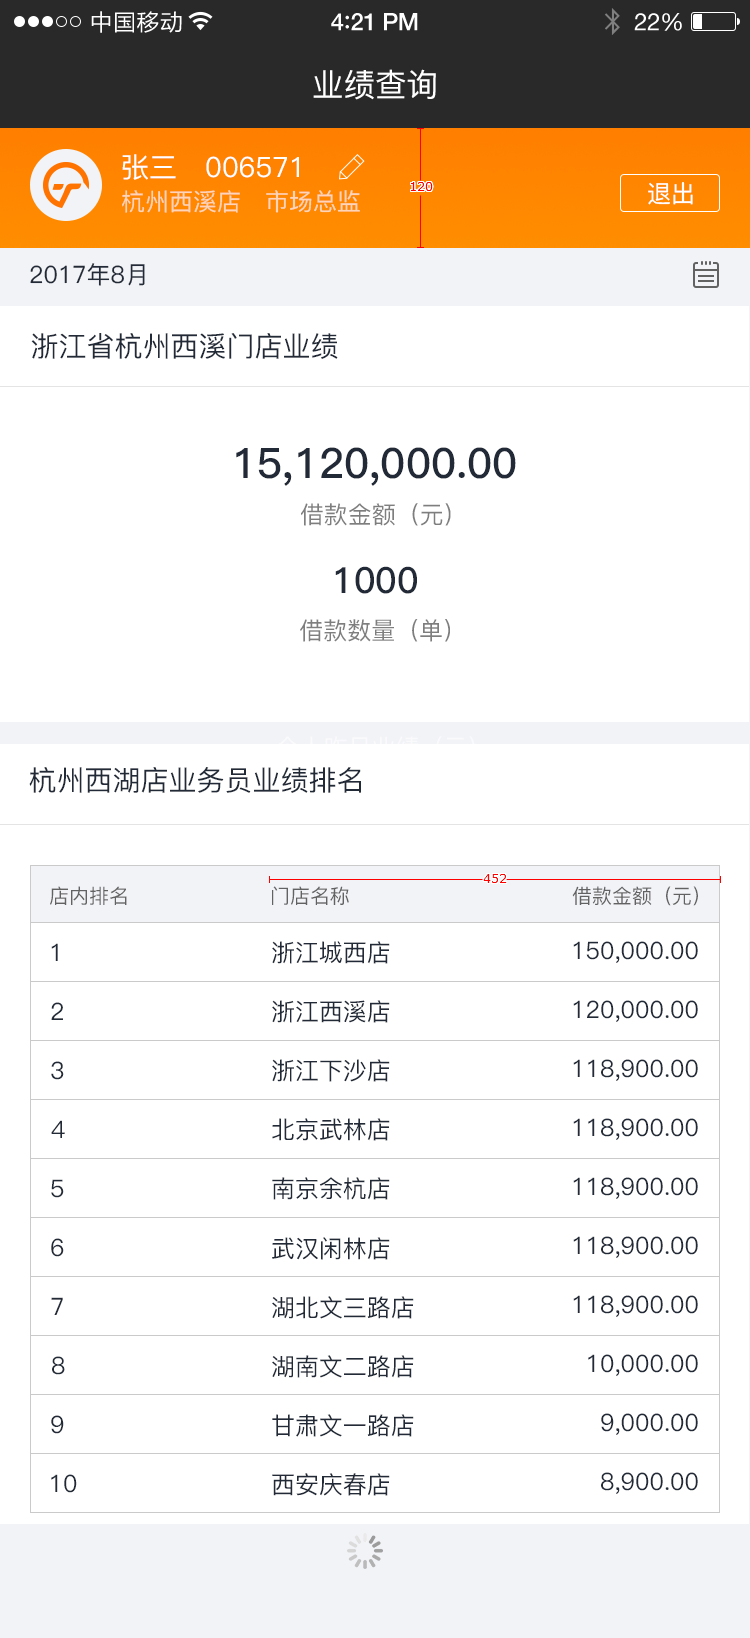 中国移动 4:21 PM 22%
业绩查询
张三 006571
杭州西溪店 市场总监
120
退出
2017年8月
浙江省杭州西溪门店业绩
15,120,000.00
借款金额（元）
1000
借款数量（单）
杭州西湖店业务员业绩排名
452
店内排名 门店名称 借款金额（元）
1 浙江城西店 150,000.00
2 浙江西溪店 120,000.00
3 浙江下沙店 118,900.00
4 北京武林店 118,900.00
5 南京余杭店 118,900.00
6 武汉闲林店 118,900.00
7 湖北文三路店 118,900.00
8 湖南文二路店 10,000.00
9 甘肃文一路店 9,000.00
10 西安庆春店 8,900.00